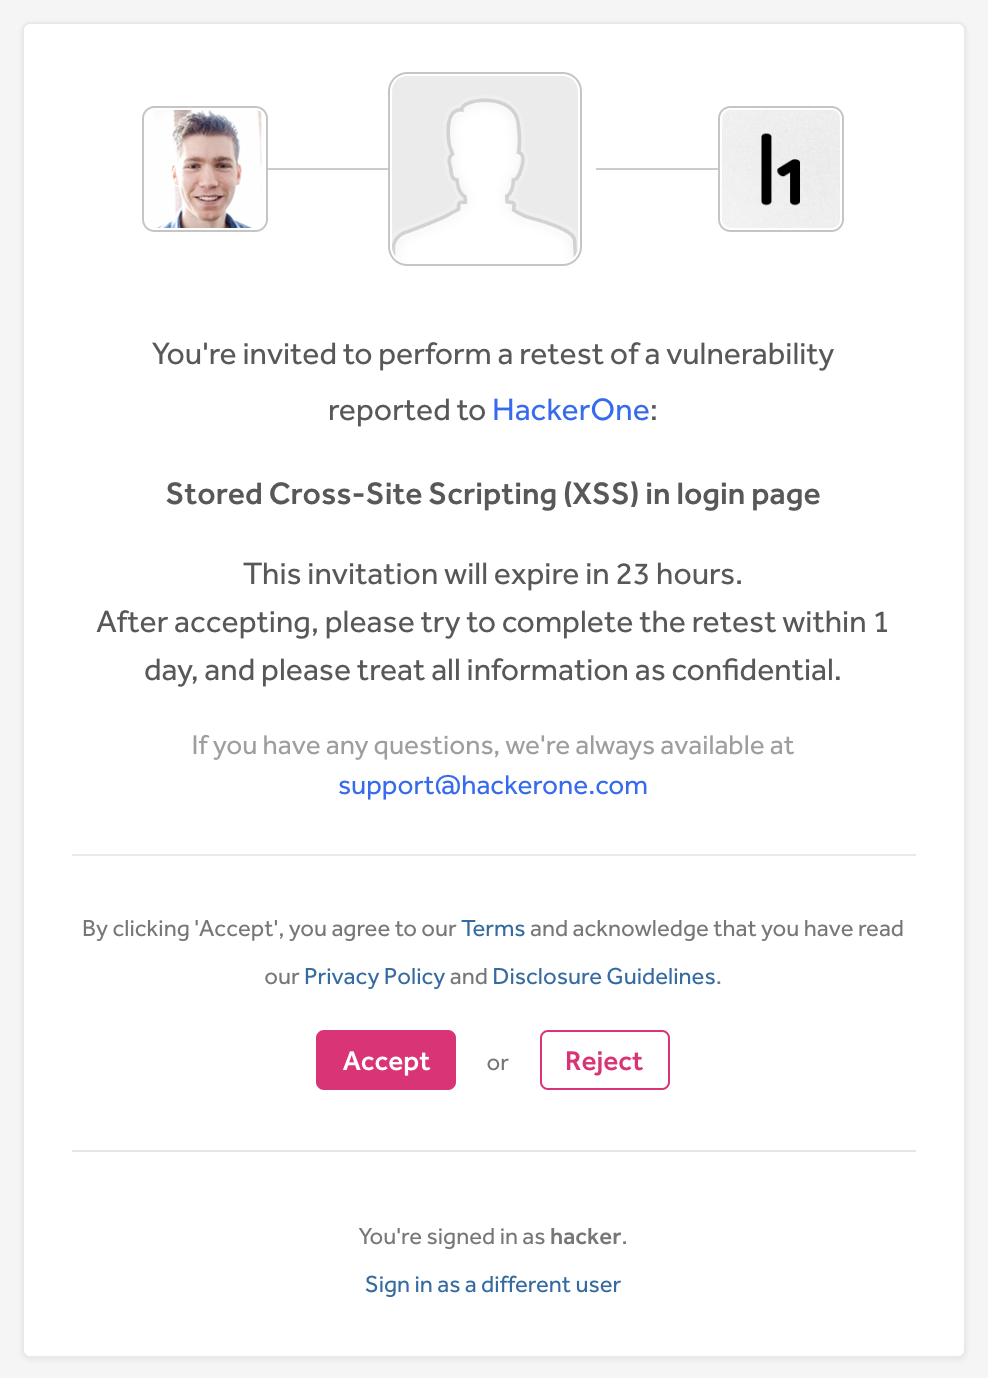 You're invited to perform a retest of a vulnerability
reported to HackerOne:
Stored Cross-Site Scripting (XSS) in login page
This invitation will expire in 23 hours.
After accepting, please try to complete the retest within 1
day, and please treat all information as confidential.
If you have any questions, we're always available at
support@hackerone.com
By clicking 'Accept', you agree to our Terms and acknowledge that you have read
our Privacy Policy and Disclosure Guidelines.
Accept or Reject
You're signed in as hacker.
Sign in as a different user